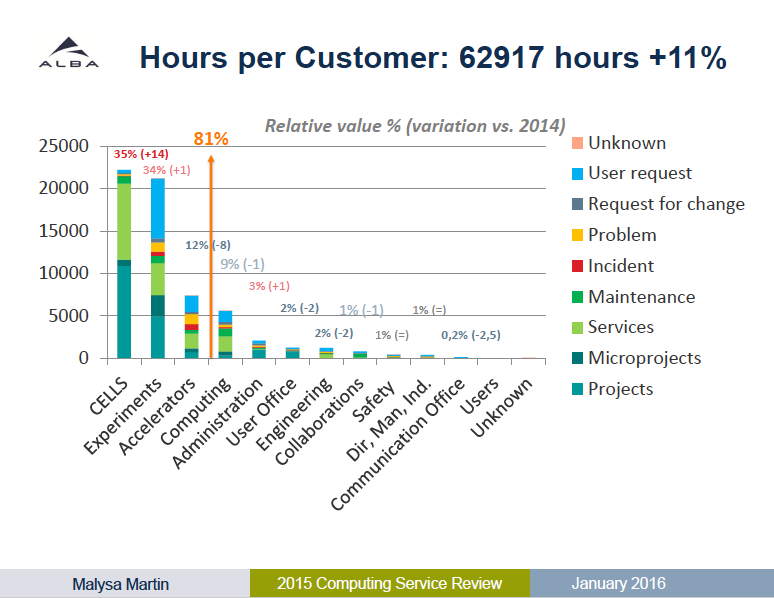 ALBA
Hours per Customer: 62917 hours +11%
Relative value % (variation vs. 2014)
81%
25000
20000
15000
10000
5000
0
35% (+14)
34% (+1)
12% (-8)
9% (-1)
3% (+1)
2% (-2)
2% (-2)
1% (-1)
1% (=)
1% (=)
0,2% (-2,5)
CELLS
Experiments
Accelerators
Computing
Administration
User Office
Engineering
Collaborations
Safety
Dir, Man, Ind.
Communication Office
Users
Unknown
Unknown
User request
Request for change
Problem
Incident
Maintenance
Services
Microprojects
Projects
Malysa Martin
2015 Computing Service Review
January 2016